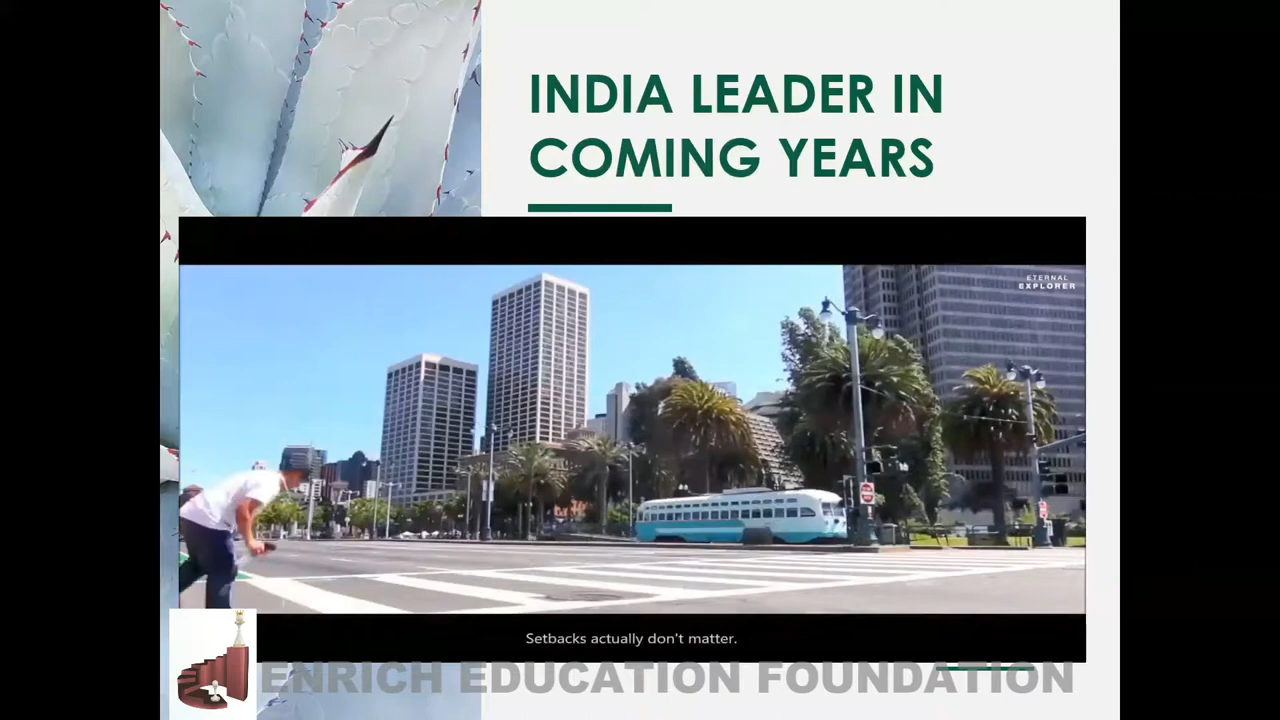 INDIA LEADER IN
COMING YEARS
ETERNAL
EXPLORER
Setbacks actually don't matter.
ENRICH EDUCATION FOUNDATION